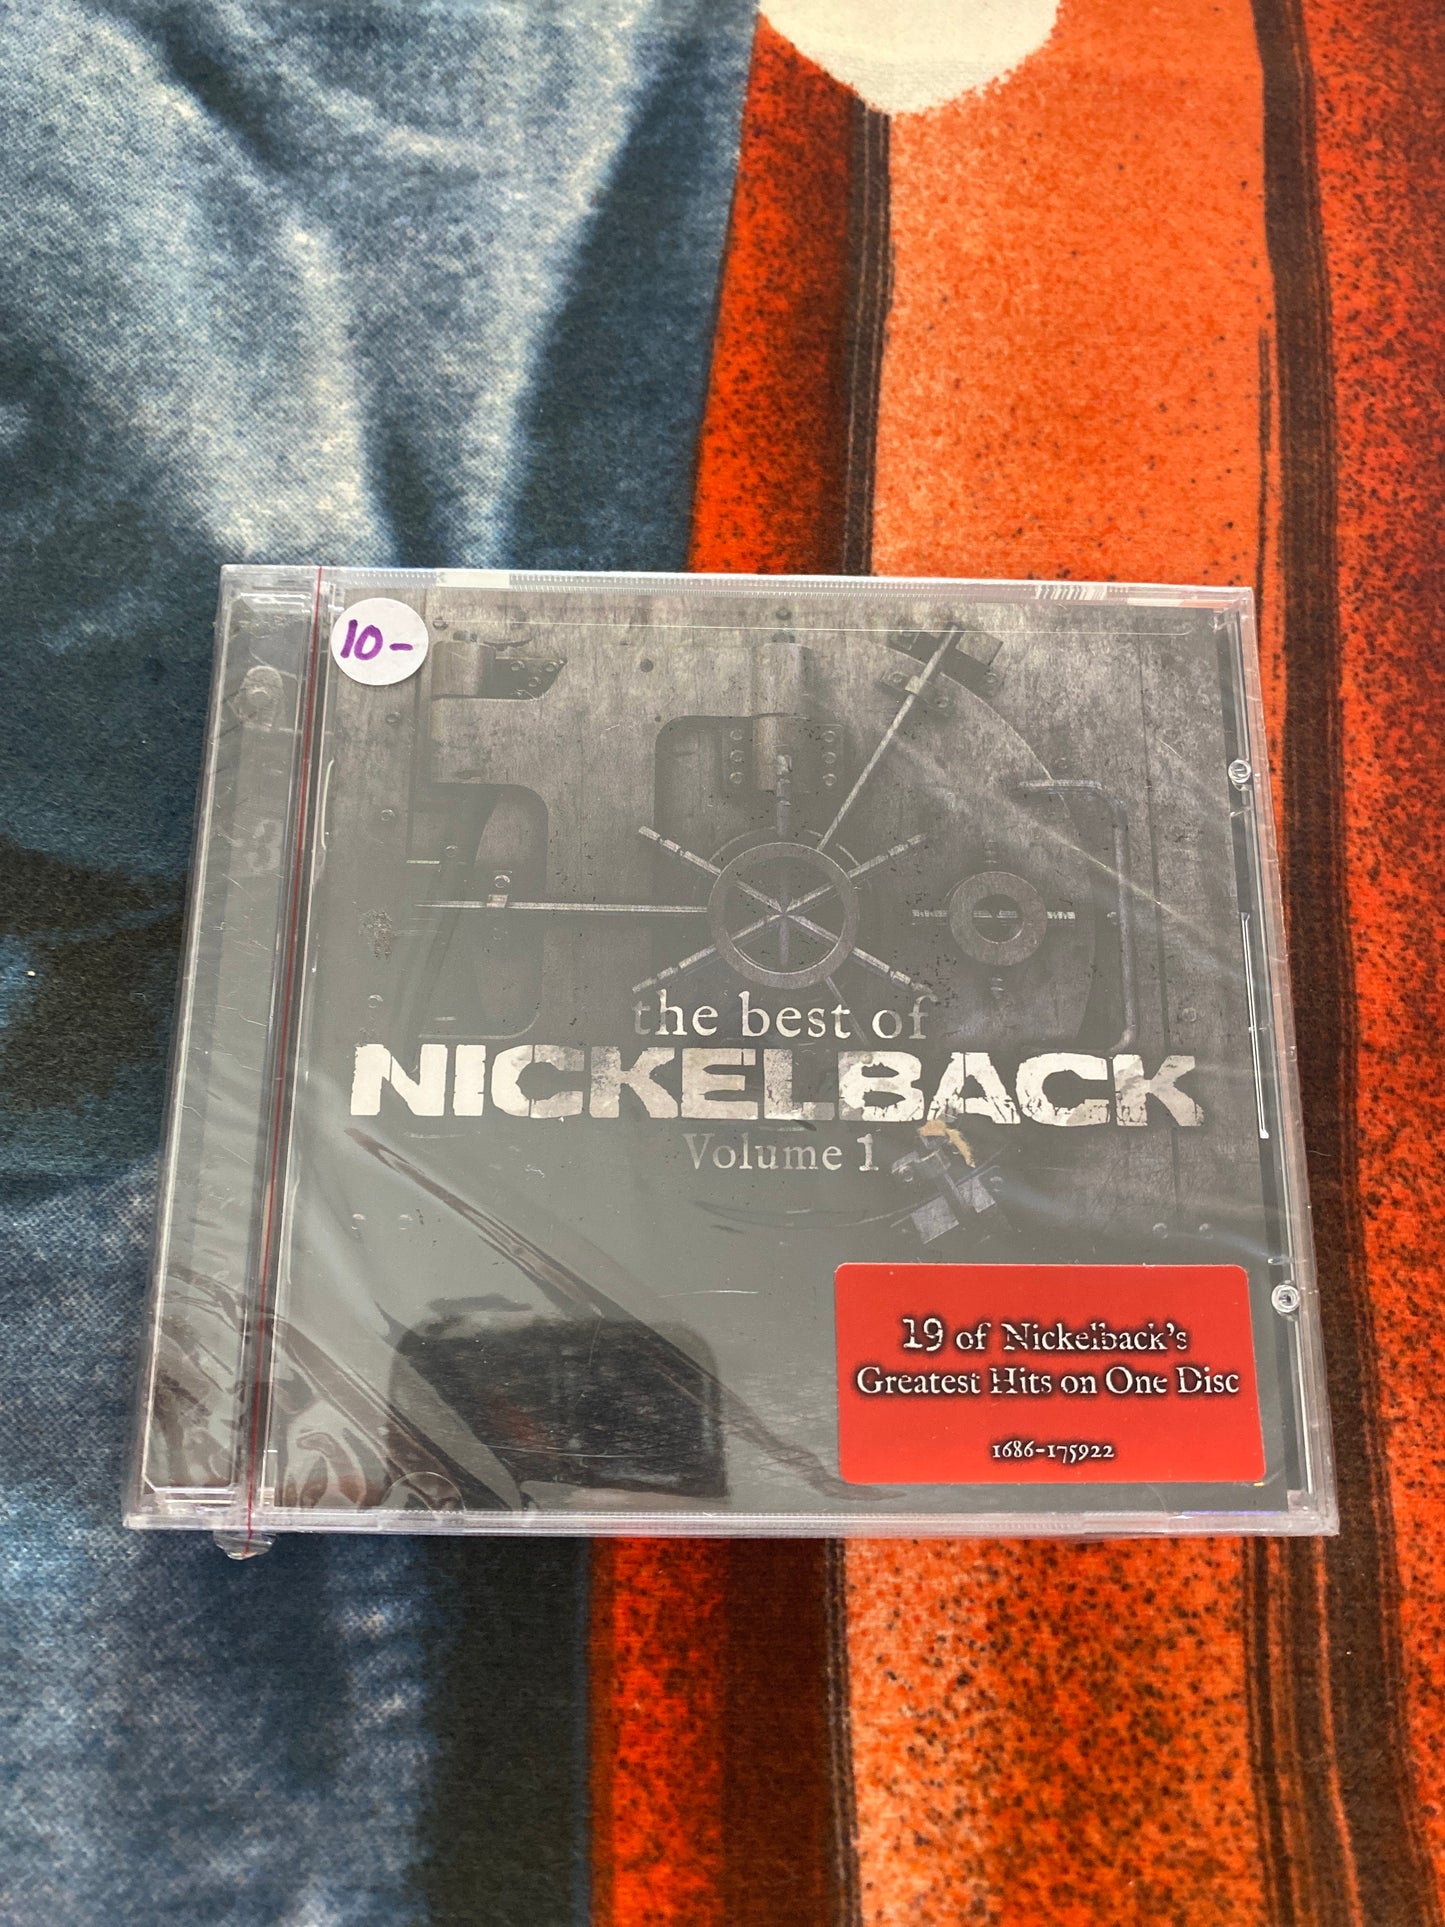 10-
the best of
NICKELBACK
Volume 1
19 of Nickelback's
Greatest Hits on One Disc
1686-175922